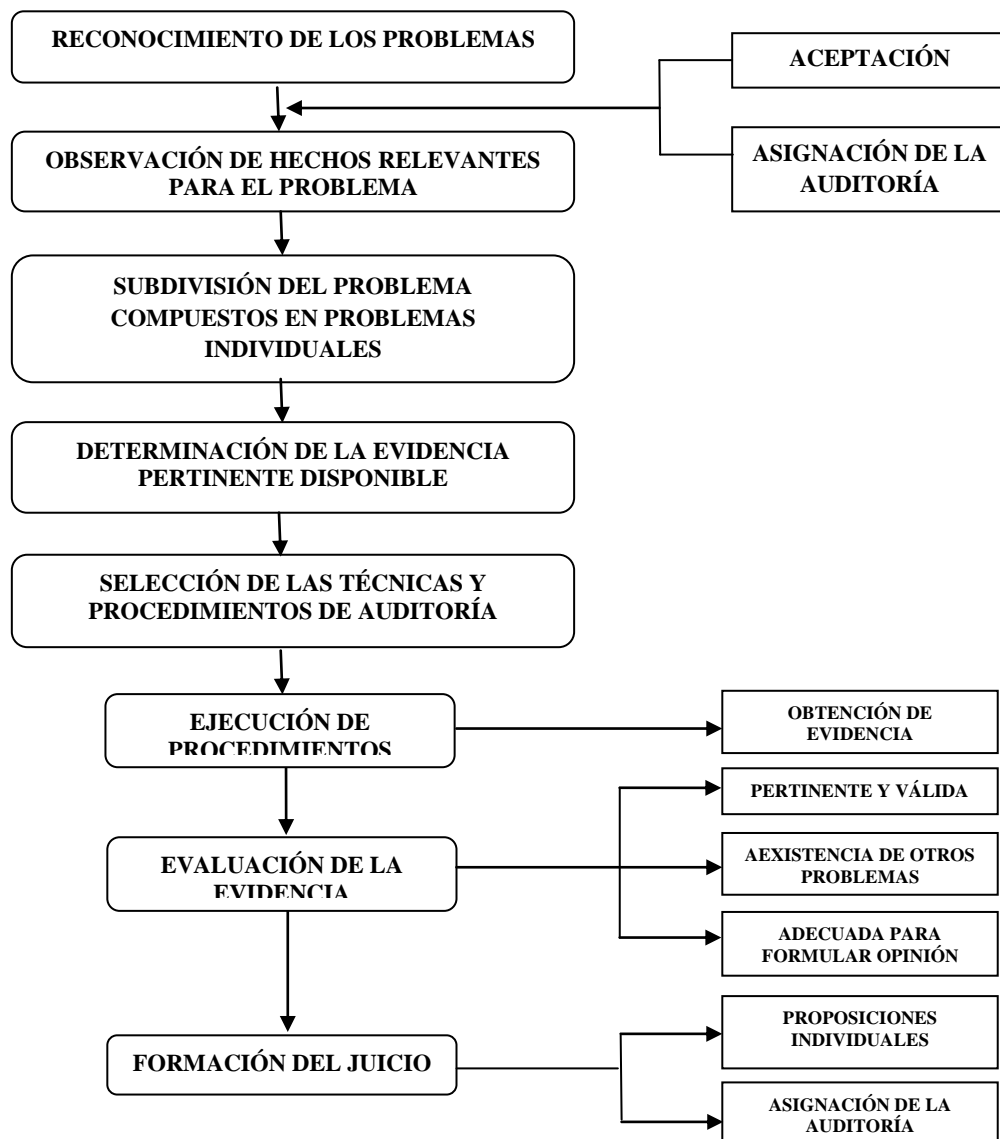 RECONOCIMIENTO DE LOS PROBLEMAS
ACEPTACIÓN
ASIGNACIÓN DE LA
AUDITORÍA
OBSERVACIÓN DE HECHOS RELEVANTES
PARA EL PROBLEMA
SUBDIVISIÓN DEL PROBLEMA
COMPUESTOS EN PROBLEMAS
INDIVIDUALES
DETERMINACIÓN DE LA EVIDENCIA
PERTINENTE DISPONIBLE
SELECCIÓN DE LAS TÉCNICAS Y
PROCEDIMIENTOS DE AUDITORÍA
EJECUCIÓN DE
PROCEDIMIENTOS
OBTENCIÓN DE
EVIDENCIA
PERTINENTE Y VÁLIDA
EVALUACIÓN DE LA
EVIDENCIA
AEXISTENCIA DE OTROS
PROBLEMAS
ADECUADA PARA
FORMULAR OPINIÓN
FORMACIÓN DEL JUICIO
PROPOSICIONES
INDIVIDUALES
ASIGNACIÓN DE LA
AUDITORÍA